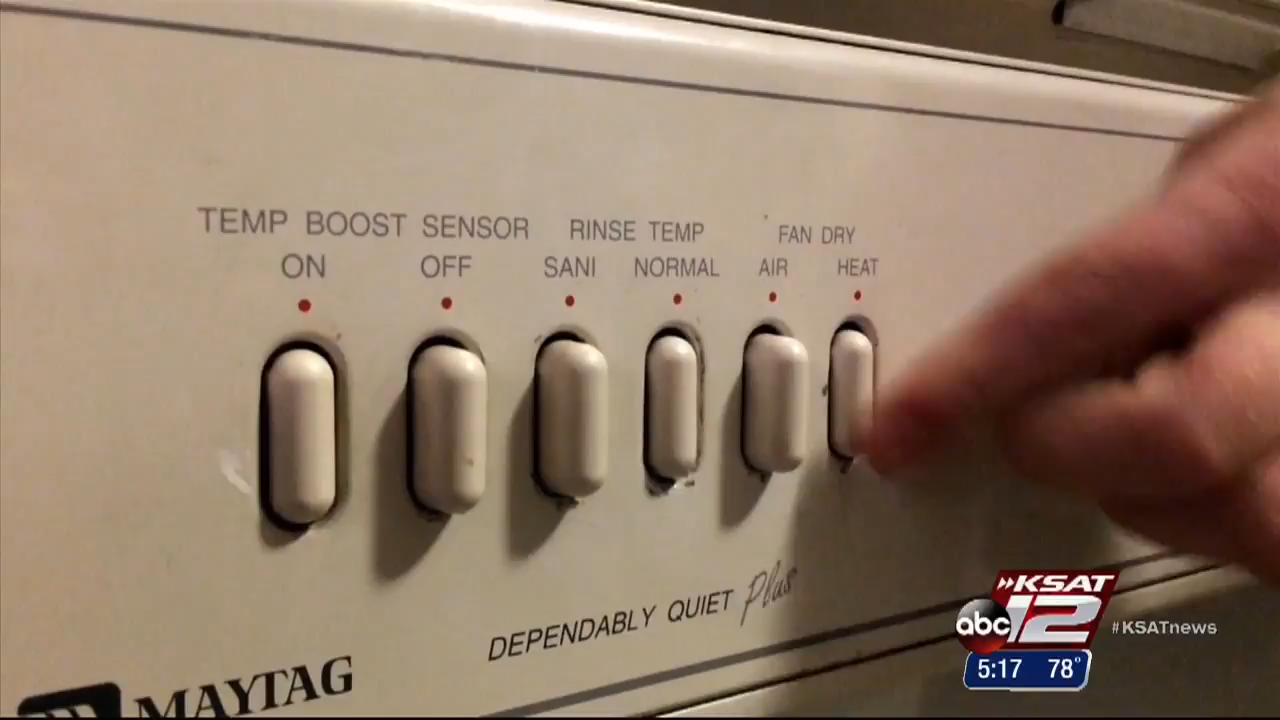 TEMP BOOST SENSOR RINSE TEMP FAN DRY
ON OFF SANI NORMAL AIR HEAT
DEPENDABLY QUIET Plus
MAYTAG
KSAT
abc 12 #KSATnews
5:17 78°